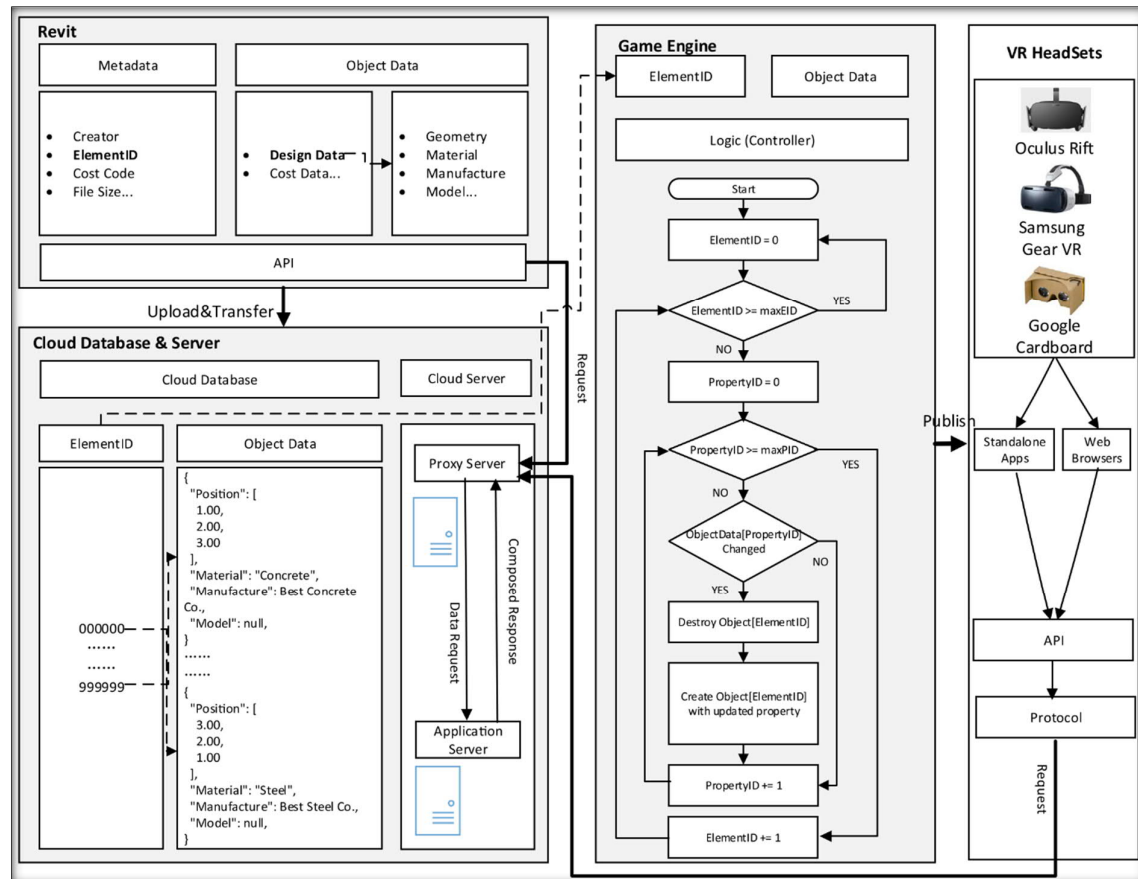 Revit
Metadata
Object Data
• Creator
• ElementID
• Cost Code
• File Size...
• Design Data
• Cost Data...
• Geometry
• Material
• Manufacture
• Model...
API
Upload&Transfer
Request
Cloud Database & Server
Cloud Database
Cloud Server
ElementID
Object Data
000000
......
......
999999
{
"Position": [
1.00,
2.00,
3.00
],
"Material": "Concrete",
"Manufacture": Best Concrete
Co.,
"Model": null,
}
......
......
{
"Position": [
3.00,
2.00,
1.00
],
"Material": "Steel",
"Manufacture": Best Steel Co.,
"Model": null,
}
Proxy Server
Data Request
Composed Response
Application
Server
Game Engine
ElementID
Object Data
Logic (Controller)
Start
ElementID = 0
ElementID >= maxEID
YES
NO
PropertyID = 0
PropertyID >= maxPID
YES
NO
ObjectData[PropertyID]
Changed
NO
YES
Destroy Object[ElementID]
Create Object[ElementID]
with updated property
PropertyID += 1
ElementID += 1
Publish
VR HeadSets
Oculus Rift
Samsung
Gear VR
Google
Cardboard
Standalone
Apps
Web
Browsers
API
Protocol
Request